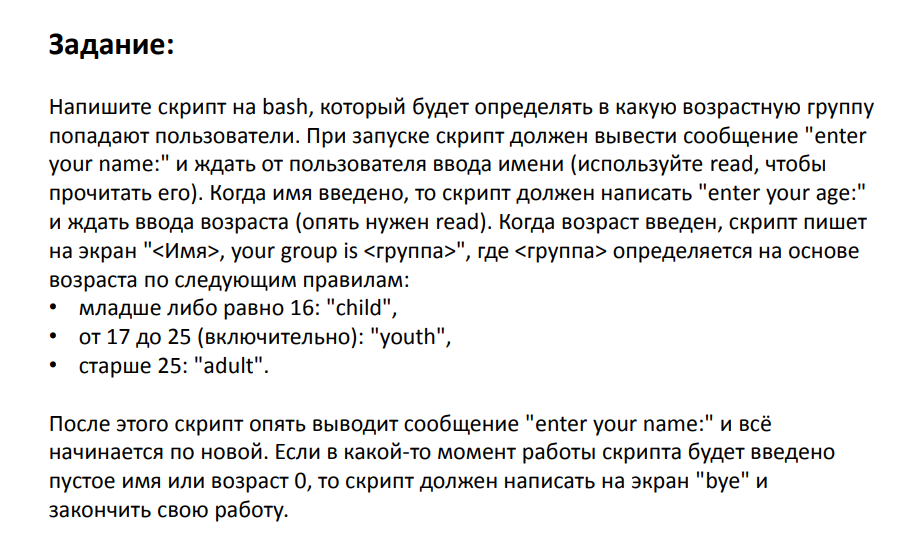 Задание:
Напишите скрипт на bash, который будет определять в какую возрастную группу
попадают пользователи. При запуске скрипт должен вывести сообщение "enter
your name:" и ждать от пользователя ввода имени (используйте read, чтобы
прочитать его). Когда имя введено, то скрипт должен написать "enter your age:"
и ждать ввода возраста (опять нужен read). Когда возраст введен, скрипт пишет
на экран "<Имя>, your group is <группа>", где <группа> определяется на основе
возраста по следующим правилам:
• младше либо равно 16: "child",
• от 17 до 25 (включительно): "youth",
• старше 25: "adult".
После этого скрипт опять выводит сообщение "enter your name:" и всё
начинается по новой. Если в какой-то момент работы скрипта будет введено
пустое имя или возраст 0, то скрипт должен написать на экран "bye" и
закончить свою работу.